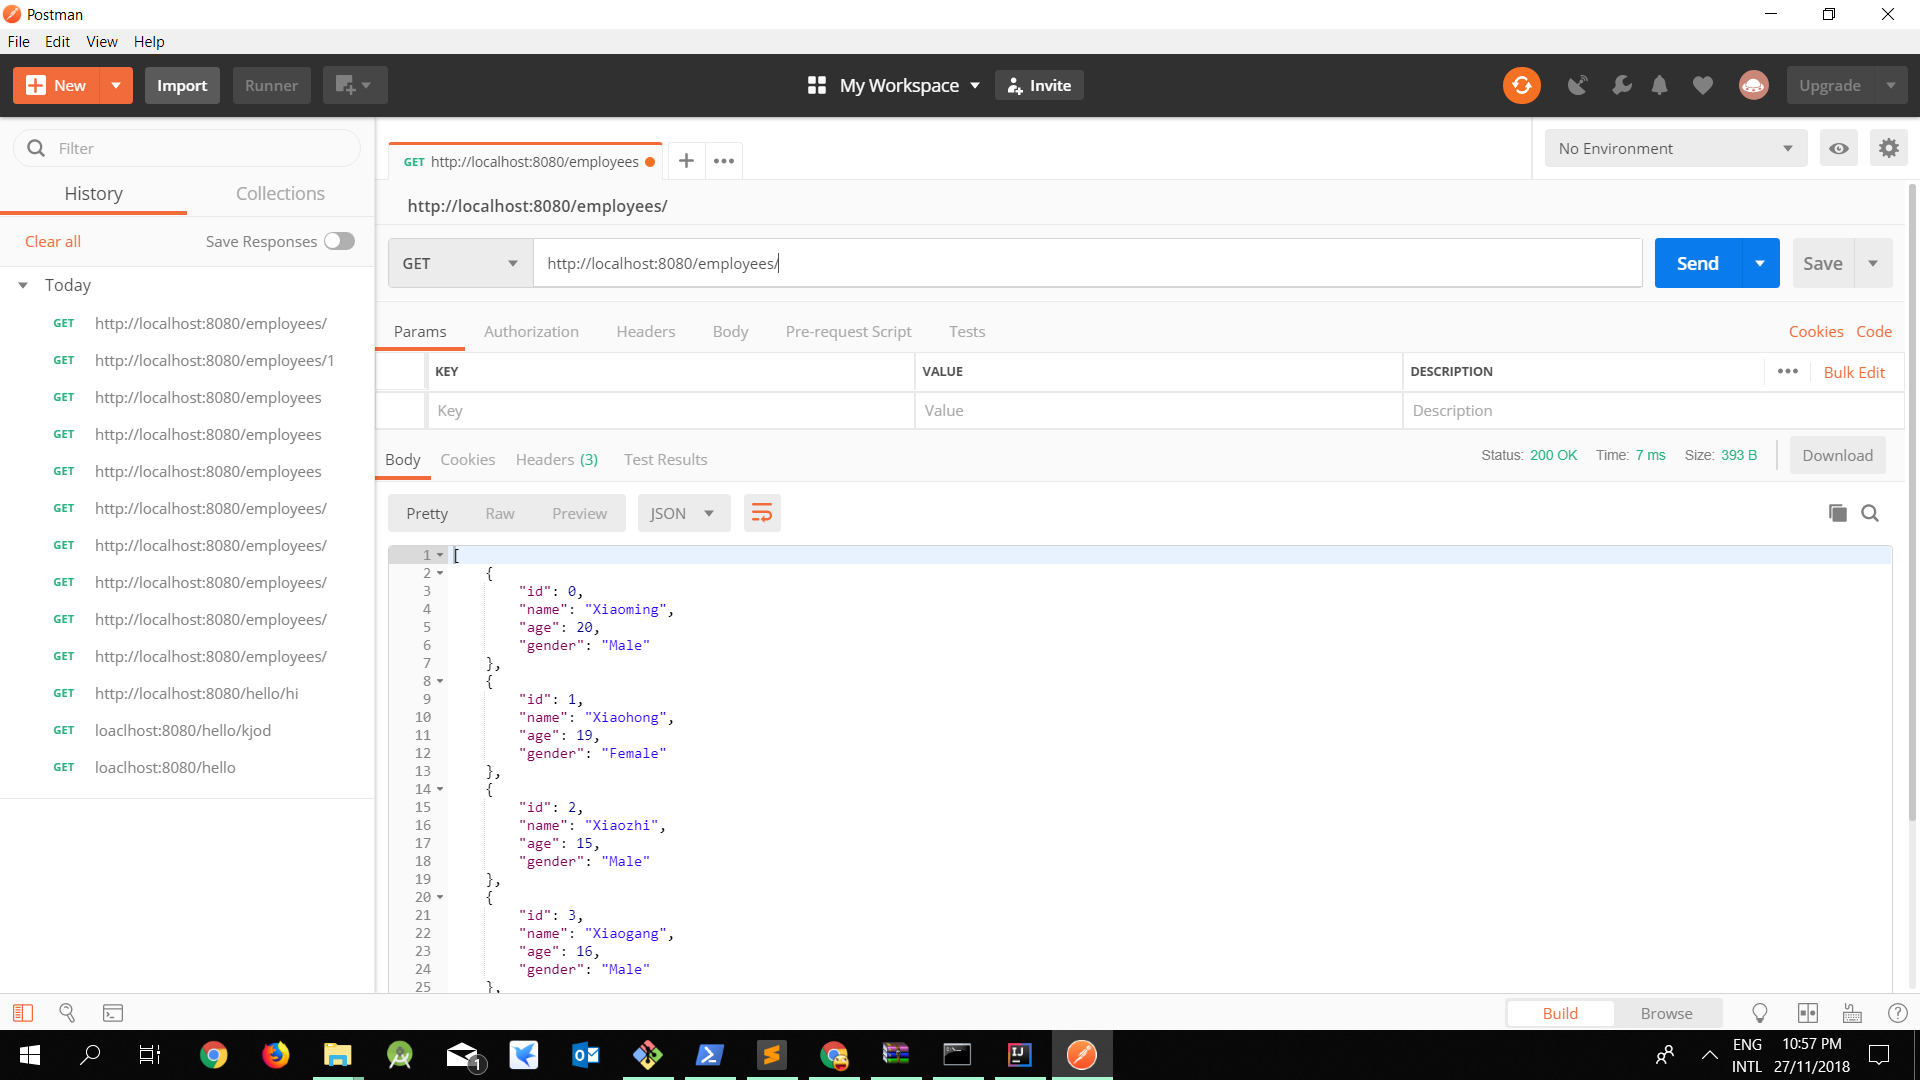 Postman
File Edit View Help
New Import Runner My Workspace Invite Upgrade
Filter
History Collections
Clear all Save Responses
Today
GET http://localhost:8080/employees/
GET http://localhost:8080/employees/1
GET http://localhost:8080/employees
GET http://localhost:8080/employees
GET http://localhost:8080/employees
GET http://localhost:8080/employees/
GET http://localhost:8080/employees/
GET http://localhost:8080/employees/
GET http://localhost:8080/employees/
GET http://localhost:8080/employees/
GET http://localhost:8080/hello/hi
GET loaclhost:8080/hello/kjod
GET loaclhost:8080/hello
GET http://localhost:8080/employees
No Environment
http://localhost:8080/employees/
GET http://localhost:8080/employees/ Send Save
Params Authorization Headers Body Pre-request Script Tests Cookies Code
KEY VALUE DESCRIPTION Bulk Edit
Key Value Description
Body Cookies Headers (3) Test Results Status: 200 OK Time: 7 ms Size: 393 B Download
Pretty Raw Preview JSON
1 [
2 {
3 "id": 0,
4 "name": "Xiaoming",
5 "age": 20,
6 "gender": "Male"
7 },
8 {
9 "id": 1,
10 "name": "Xiaohong",
11 "age": 19,
12 "gender": "Female"
13 },
14 {
15 "id": 2,
16 "name": "Xiaozhi",
17 "age": 15,
18 "gender": "Male"
19 },
20 {
21 "id": 3,
22 "name": "Xiaogang",
23 "age": 16,
24 "gender": "Male"
25 },
Build Browse
1
IJ
ENG 10:57 PM
INTL 27/11/2018